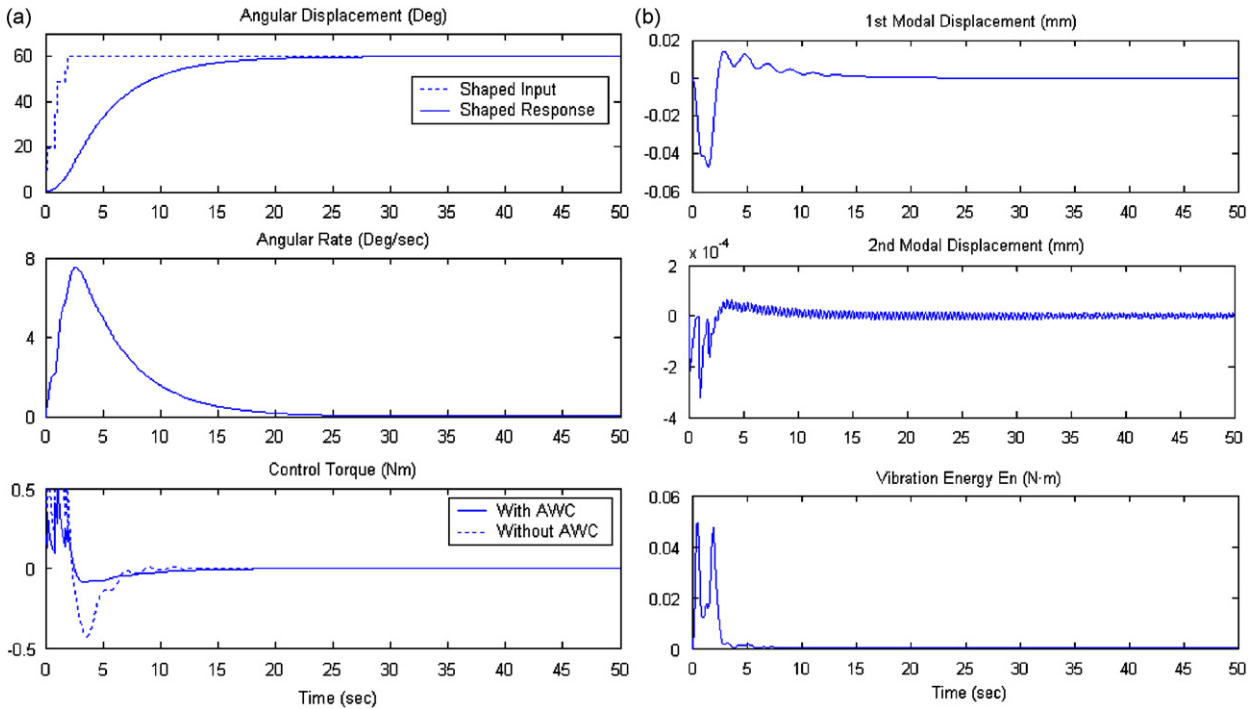 (a)
Angular Displacement (Deg)
60
40
20
0
Shaped Input
Shaped Response
0 5 10 15 20 25 30 35 40 45 50
Angular Rate (Deg/sec)
8
4
0
0 5 10 15 20 25 30 35 40 45 50
Control Torque (Nm)
0.5
0
-0.5
With AWC
Without AWC
0 5 10 15 20 25 30 35 40 45 50
Time (sec)
(b)
1st Modal Displacement (mm)
0.02
0
-0.02
-0.04
-0.06
0 5 10 15 20 25 30 35 40 45 50
2nd Modal Displacement (mm)
x 10-4
2
0
-2
-4
0 5 10 15 20 25 30 35 40 45 50
Vibration Energy En (N·m)
0.06
0.04
0.02
0
0 5 10 15 20 25 30 35 40 45 50
Time (sec)